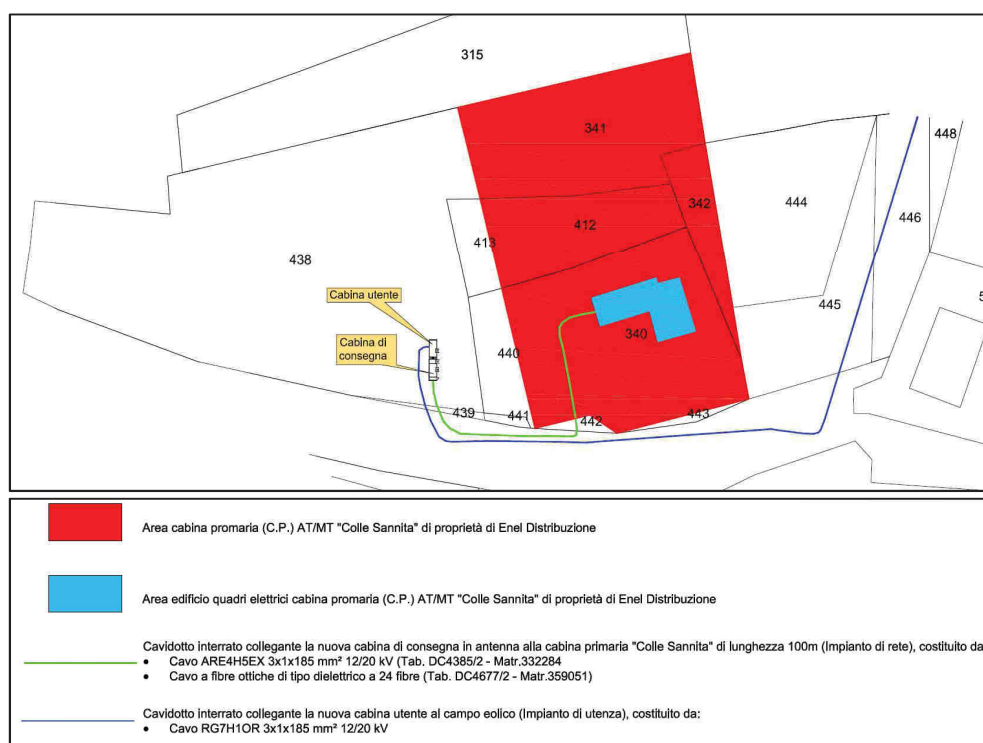 315
341
448
342
444
446
412
413
438
445
Cabina utente
340
Cabina di
consegna
440
439
441
442
443
5
Area cabina promaria (C.P.) AT/MT "Colle Sannita" di proprietà di Enel Distribuzione
Area edificio quadri elettrici cabina promaria (C.P.) AT/MT "Colle Sannita" di proprietà di Enel Distribuzione
Cavidotto interrato collegante la nuova cabina di consegna in antenna alla cabina primaria "Colle Sannita" di lunghezza 100m (Impianto di rete), costituito da
• Cavo ARE4H5EX 3x1x185 mm² 12/20 kV (Tab. DC4385/2 - Matr.332284
• Cavo a fibre ottiche di tipo dielettrico a 24 fibre (Tab. DC4677/2 - Matr.359051)
Cavidotto interrato collegante la nuova cabina utente al campo eolico (Impianto di utenza), costituito da:
• Cavo RG7H1OR 3x1x185 mm² 12/20 kV